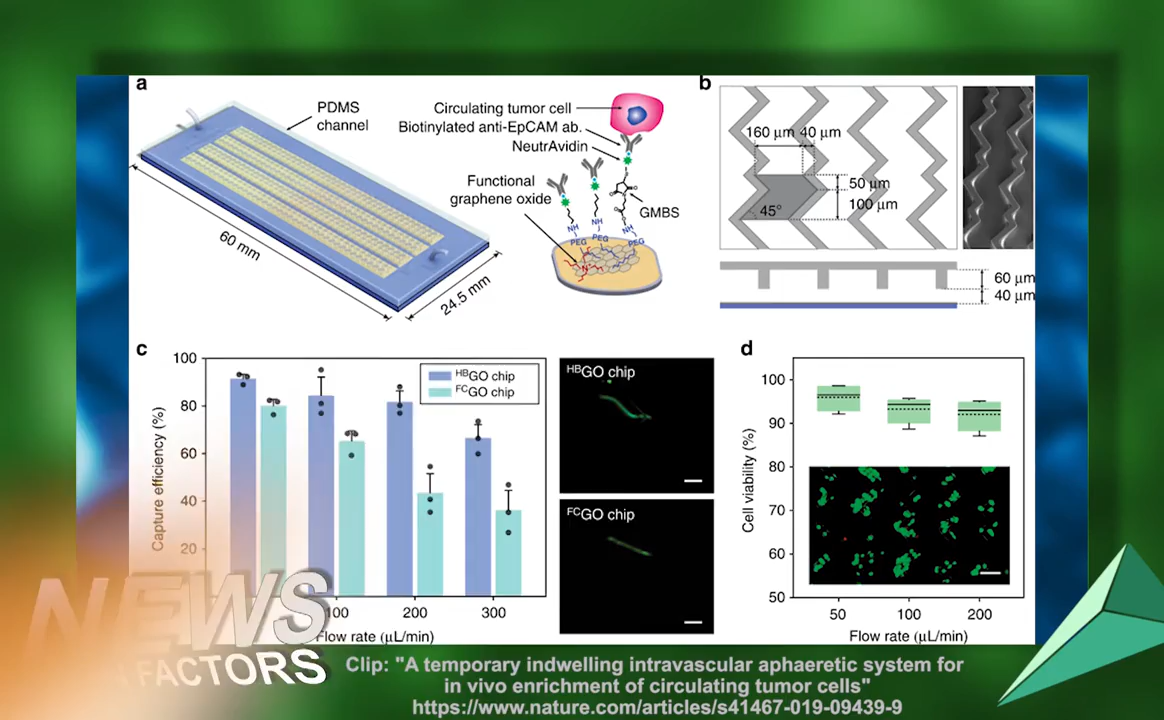 a
PDMS
channel
60 mm
24.5 mm
Circulating tumor cell
Biotinylated anti-EpCAM ab.
NeutrAvidin
Functional
graphene oxide
GMBS
NH
NH
NH
PEG
PEG
PEG
b
160 μm 40 μm
50 μm
100 μm
45°
60 μm
40 μm
c
Capture efficiency (%)
100
80
60
40
20
HBGO chip
FCGO chip
100 200 300
Flow rate (μL/min)
HBGO chip
FCGO chip
d
Cell viability (%)
100
90
80
70
60
50
50 100 200
Flow rate (μL/min)
NEWS
FACTORS
Clip: "A temporary indwelling intravascular aphaeretic system for
in vivo enrichment of circulating tumor cells"
https://www.nature.com/articles/s41467-019-09439-9